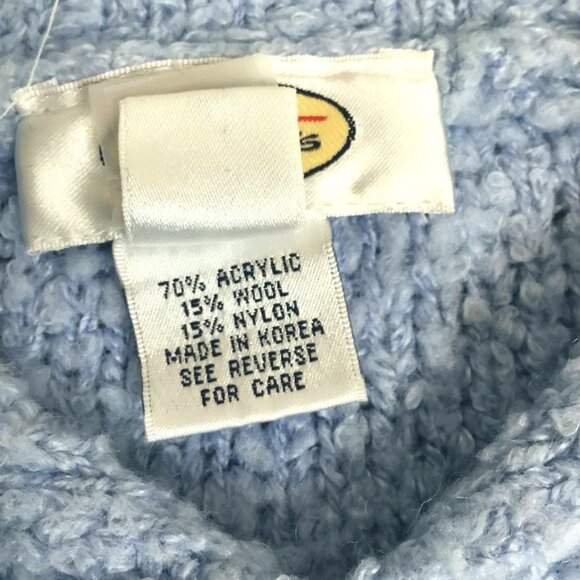 70% ACRYLIC
15% WOOL
15% NYLON
MADE IN KOREA
SEE REVERSE
FOR CARE